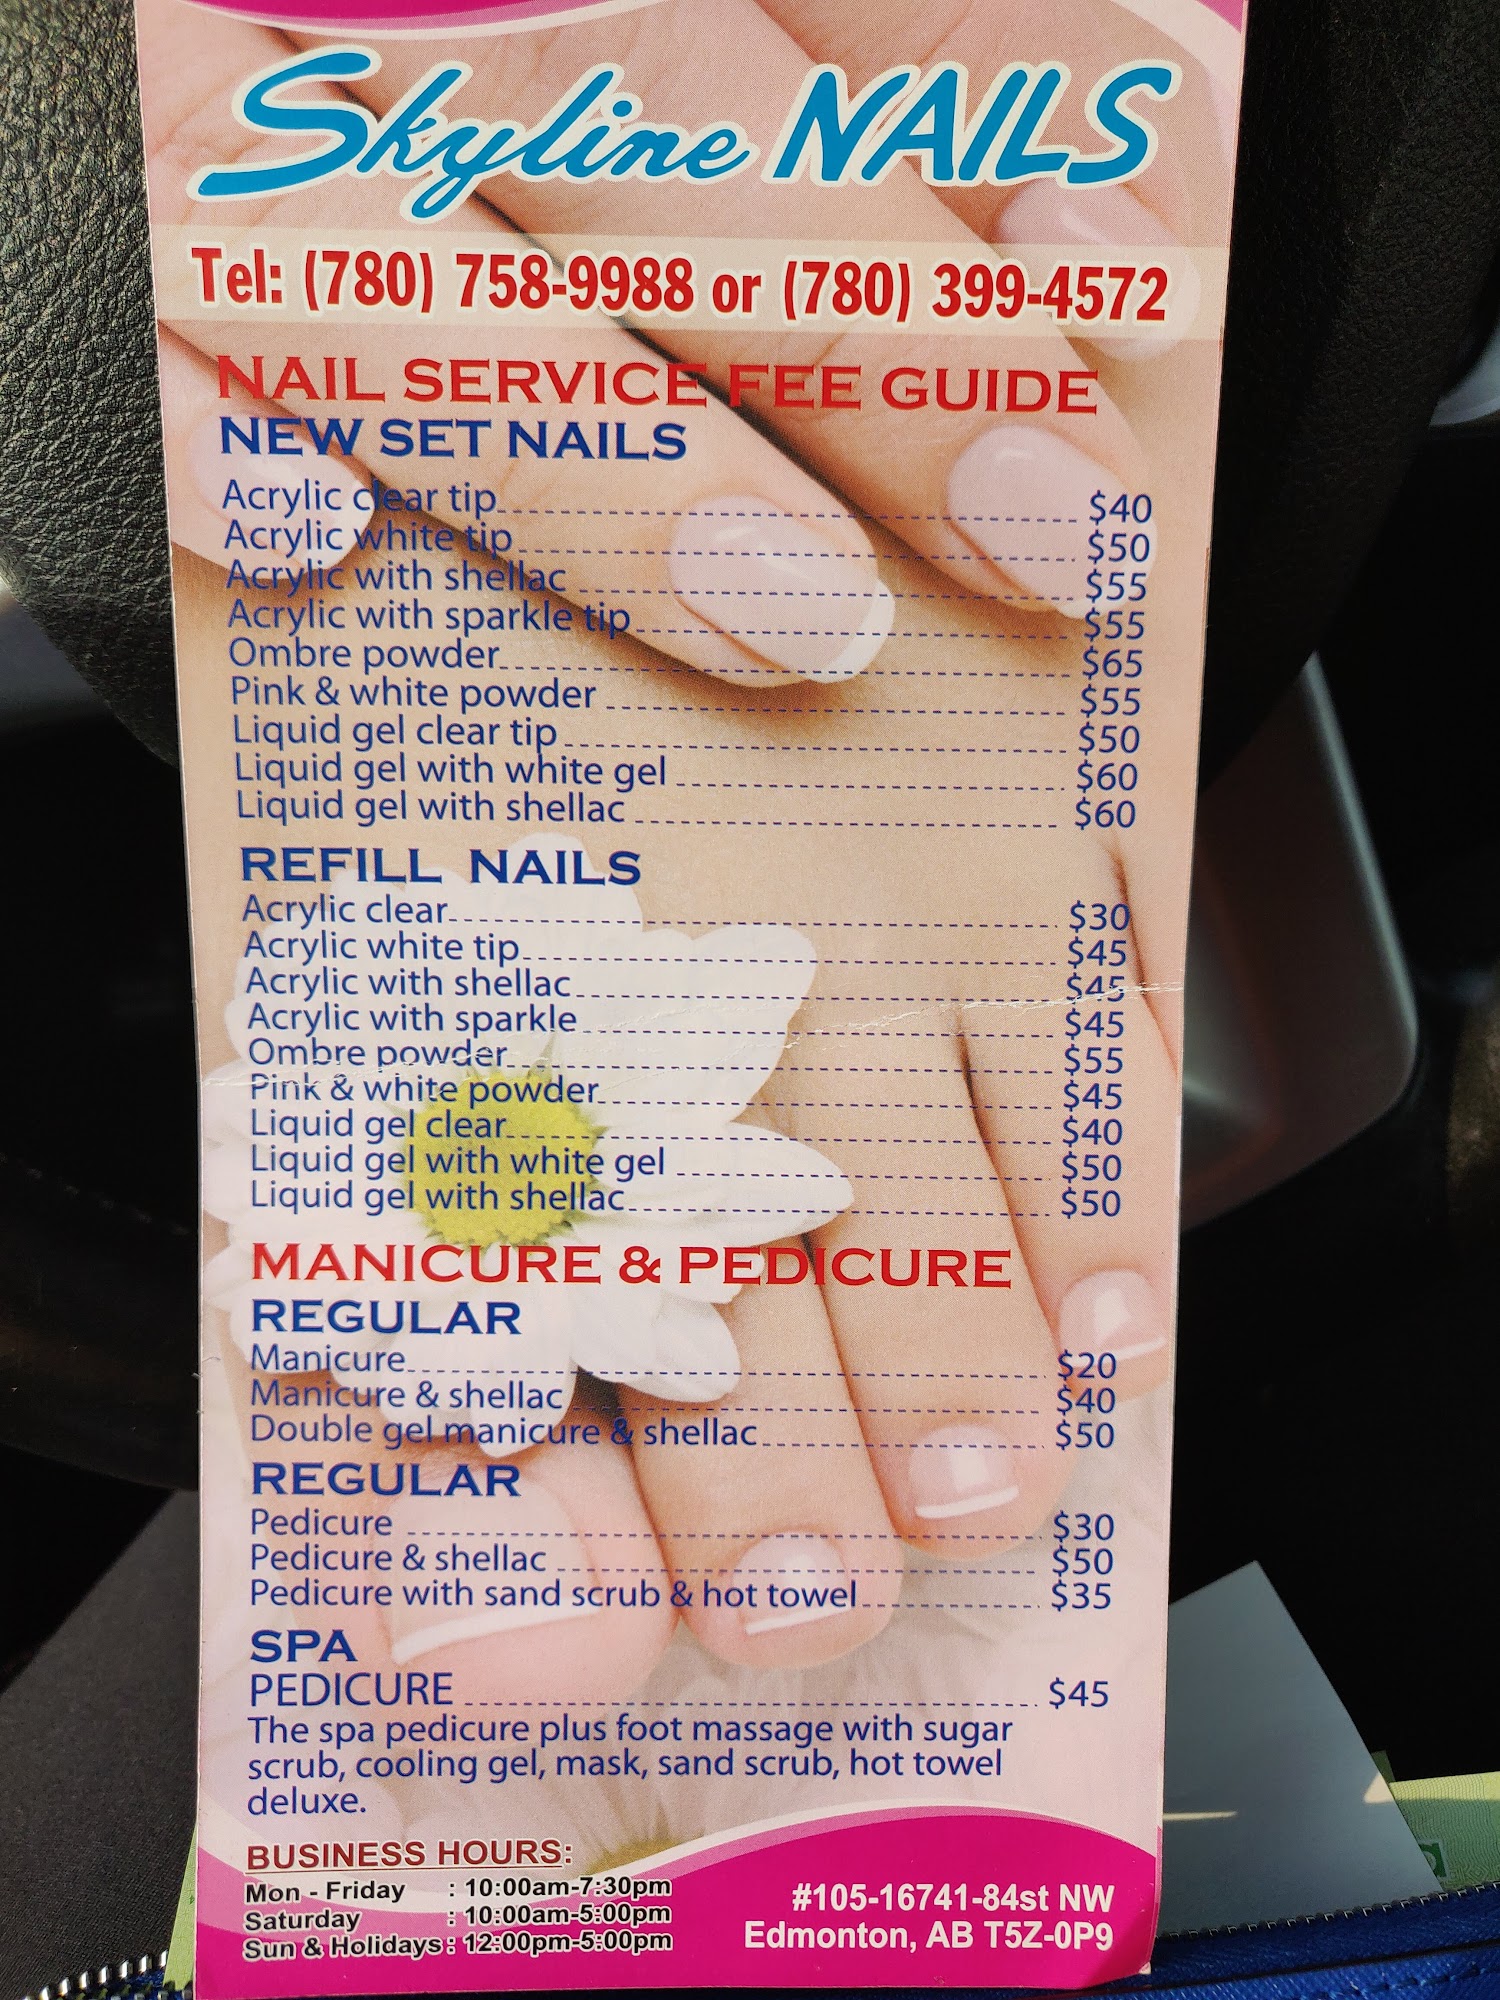 Skyline NAILS
Tel: (780) 758-9988 or (780) 399-4572
NAIL SERVICE FEE GUIDE
NEW SET NAILS
Acrylic clear tip $40
Acrylic white tip $50
Acrylic with shellac $55
Acrylic with sparkle tip $55
Ombre powder $65
Pink & white powder $55
Liquid gel clear tip $50
Liquid gel with white gel $60
Liquid gel with shellac $60
REFILL NAILS
Acrylic clear $30
Acrylic white tip $45
Acrylic with shellac $45
Acrylic with sparkle $45
Ombre powder $55
Pink & white powder $45
Liquid gel clear $40
Liquid gel with white gel $50
Liquid gel with shellac $50
MANICURE & PEDICURE
REGULAR
Manicure $20
Manicure & shellac $40
Double gel manicure & shellac $50
REGULAR
Pedicure $30
Pedicure & shellac $50
Pedicure with sand scrub & hot towel $35
SPA
PEDICURE $45
The spa pedicure plus foot massage with sugar
scrub, cooling gel, mask, sand scrub, hot towel
deluxe.
BUSINESS HOURS:
Mon - Friday : 10:00am-7:30pm
Saturday : 10:00am-5:00pm
Sun & Holidays : 12:00pm-5:00pm
#105-16741-84st NW
Edmonton, AB T5Z-0P9